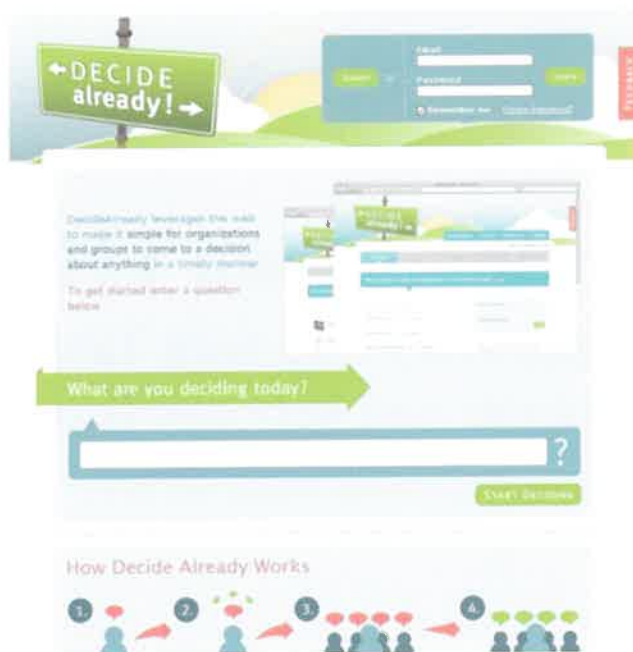 DECIDE
already!
Email
Password
Remember me
DecideAlready leverages the web
to make it simple for organizations
and groups to come to a decision
about anything in a timely manner
To get started enter a question
below
What are you deciding today?
?
START DECIDING
How Decide Already Works
1.
2.
3.
4.